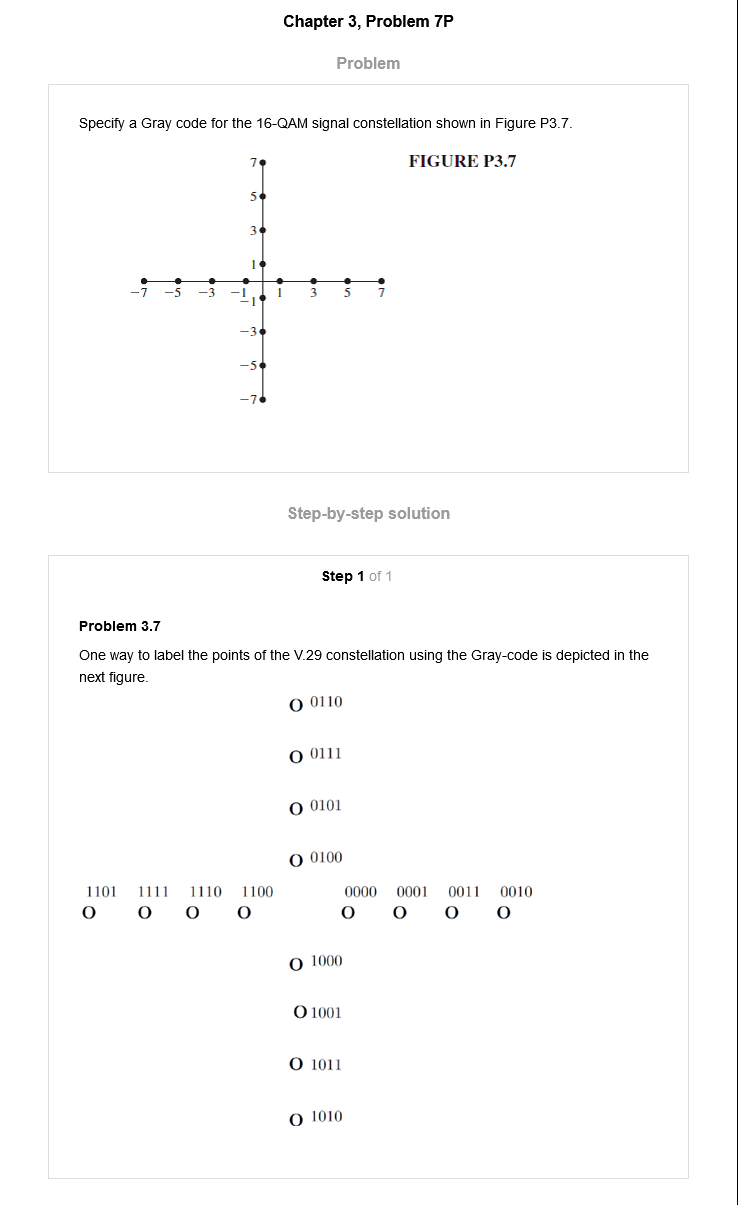 Chapter 3, Problem 7P
Problem
Specify a Gray code for the 16-QAM signal constellation shown in Figure P3.7.
7
FIGURE P3.7
5
3
1
−7 −5 −3 −1 1 3 5 7
−1
−3
−5
−7
Step-by-step solution
Step 1 of 1
Problem 3.7
One way to label the points of the V.29 constellation using the Gray-code is depicted in the
next figure.
O 0110
O 0111
O 0101
O 0100
1101 1111 1110 1100 0000 0001 0011 0010
O O O O O O O O
O 1000
O 1001
O 1011
O 1010